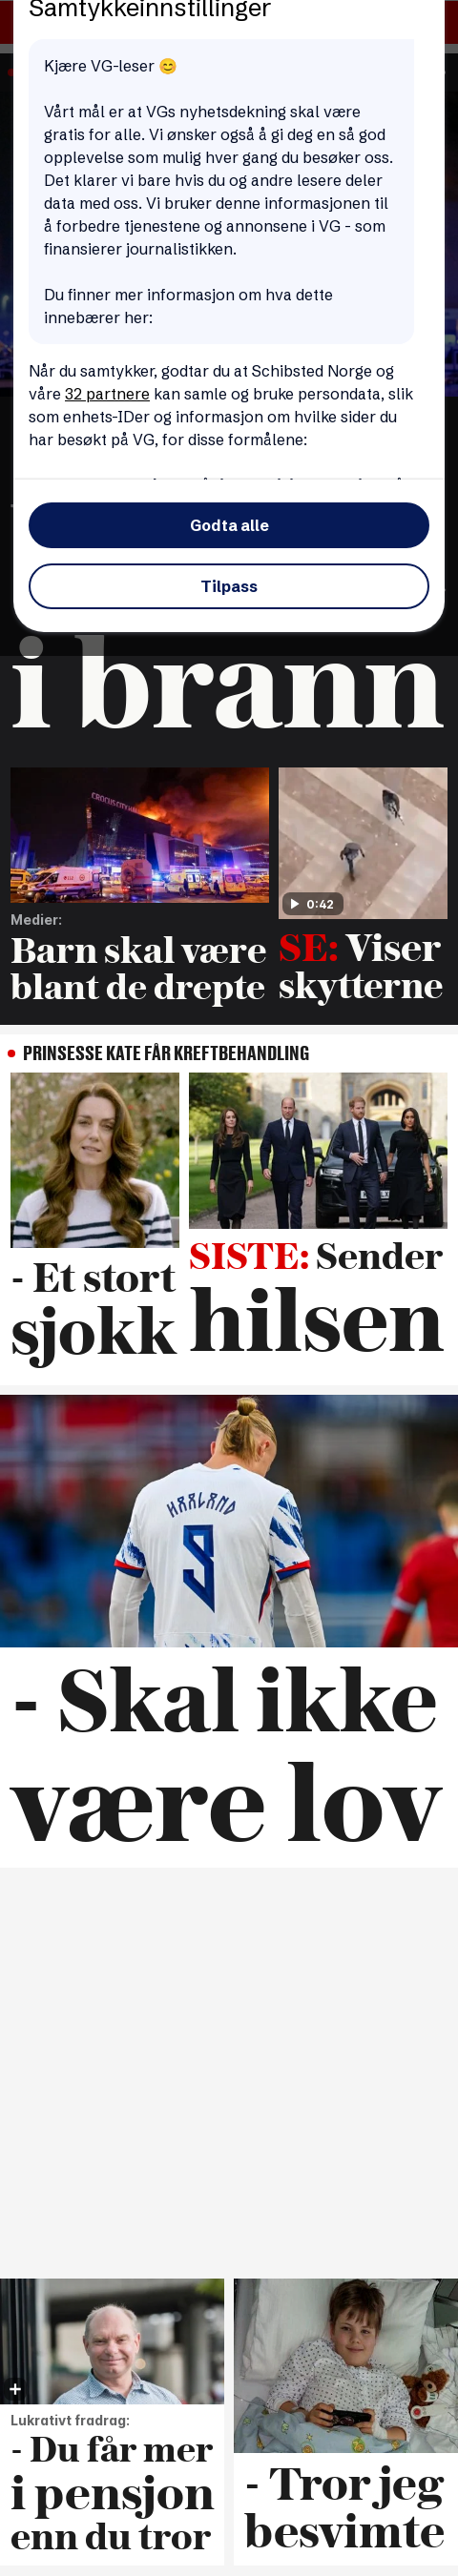 Samtykkeinnstillinger
Kjære VG-leser 😊
Vårt mål er at VGs nyhetsdekning skal være
gratis for alle. Vi ønsker også å gi deg en så god
opplevelse som mulig hver gang du besøker oss.
Det klarer vi bare hvis du og andre lesere deler
data med oss. Vi bruker denne informasjonen til
å forbedre tjenestene og annonsene i VG - som
finansierer journalistikken.
Du finner mer informasjon om hva dette
innebærer her:
Når du samtykker, godtar du at Schibsted Norge og
våre 32 partnere kan samle og bruke persondata, slik
som enhets-IDer og informasjon om hvilke sider du
har besøkt på VG, for disse formålene:
Godta alle
Tilpass
i brann
CROCUS CITY HALL
0:42
Medier:
Barn skal være
blant de drepte
SE: Viser
skytterne
PRINSESSE KATE FÅR KREFTBEHANDLING
- Et stort
sjokk
SISTE: Sender
hilsen
HAALAND
9
- Skal ikke
være lov
Lukrativt fradrag:
- Du får mer
i pensjon
enn du tror
- Tror jeg
besvimte